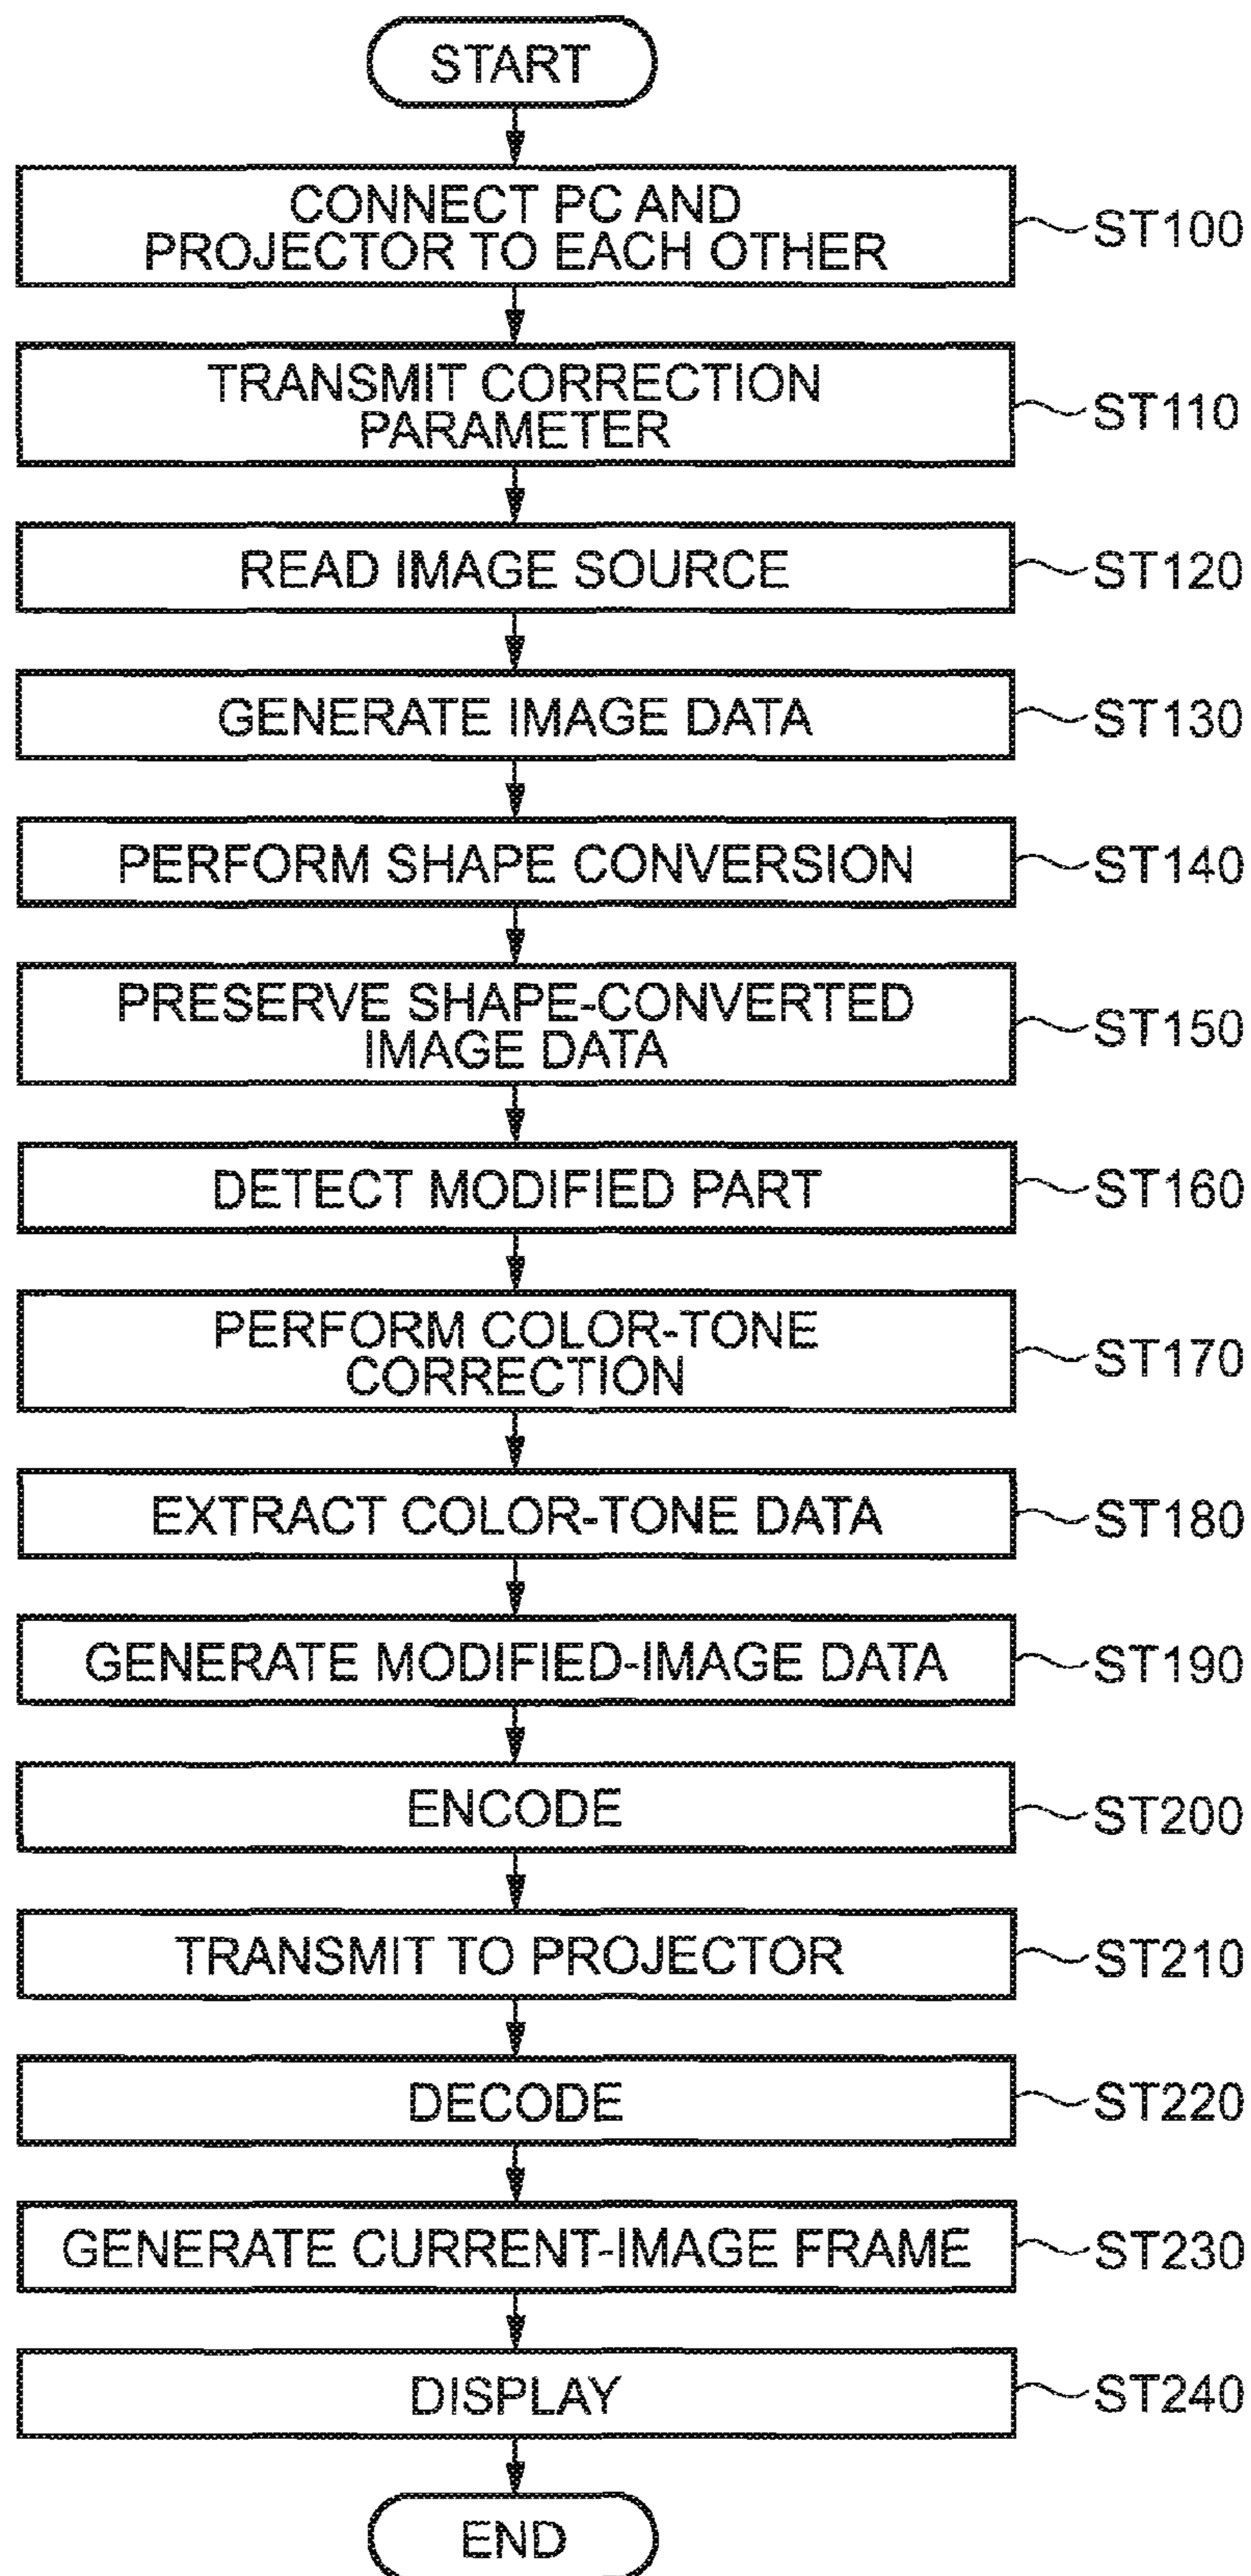 START
CONNECT PC AND
PROJECTOR TO EACH OTHER
ST100
TRANSMIT CORRECTION
PARAMETER
ST110
READ IMAGE SOURCE
ST120
GENERATE IMAGE DATA
ST130
PERFORM SHAPE CONVERSION
ST140
PRESERVE SHAPE-CONVERTED
IMAGE DATA
ST150
DETECT MODIFIED PART
ST160
PERFORM COLOR-TONE
CORRECTION
ST170
EXTRACT COLOR-TONE DATA
ST180
GENERATE MODIFIED-IMAGE DATA
ST190
ENCODE
ST200
TRANSMIT TO PROJECTOR
ST210
DECODE
ST220
GENERATE CURRENT-IMAGE FRAME
ST230
DISPLAY
ST240
END